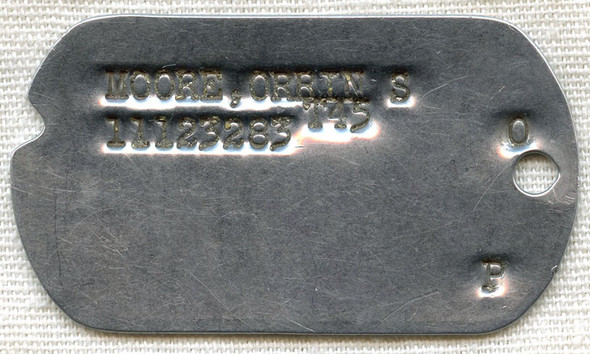 MOORE, ORRIN S
11123283 T45 O
P